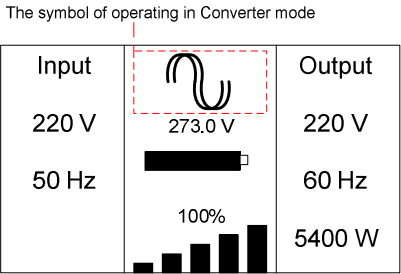 The symbol of operating in Converter mode
Input
220 V
50 Hz
273.0 V
100%
Output
220 V
60 Hz
5400 W